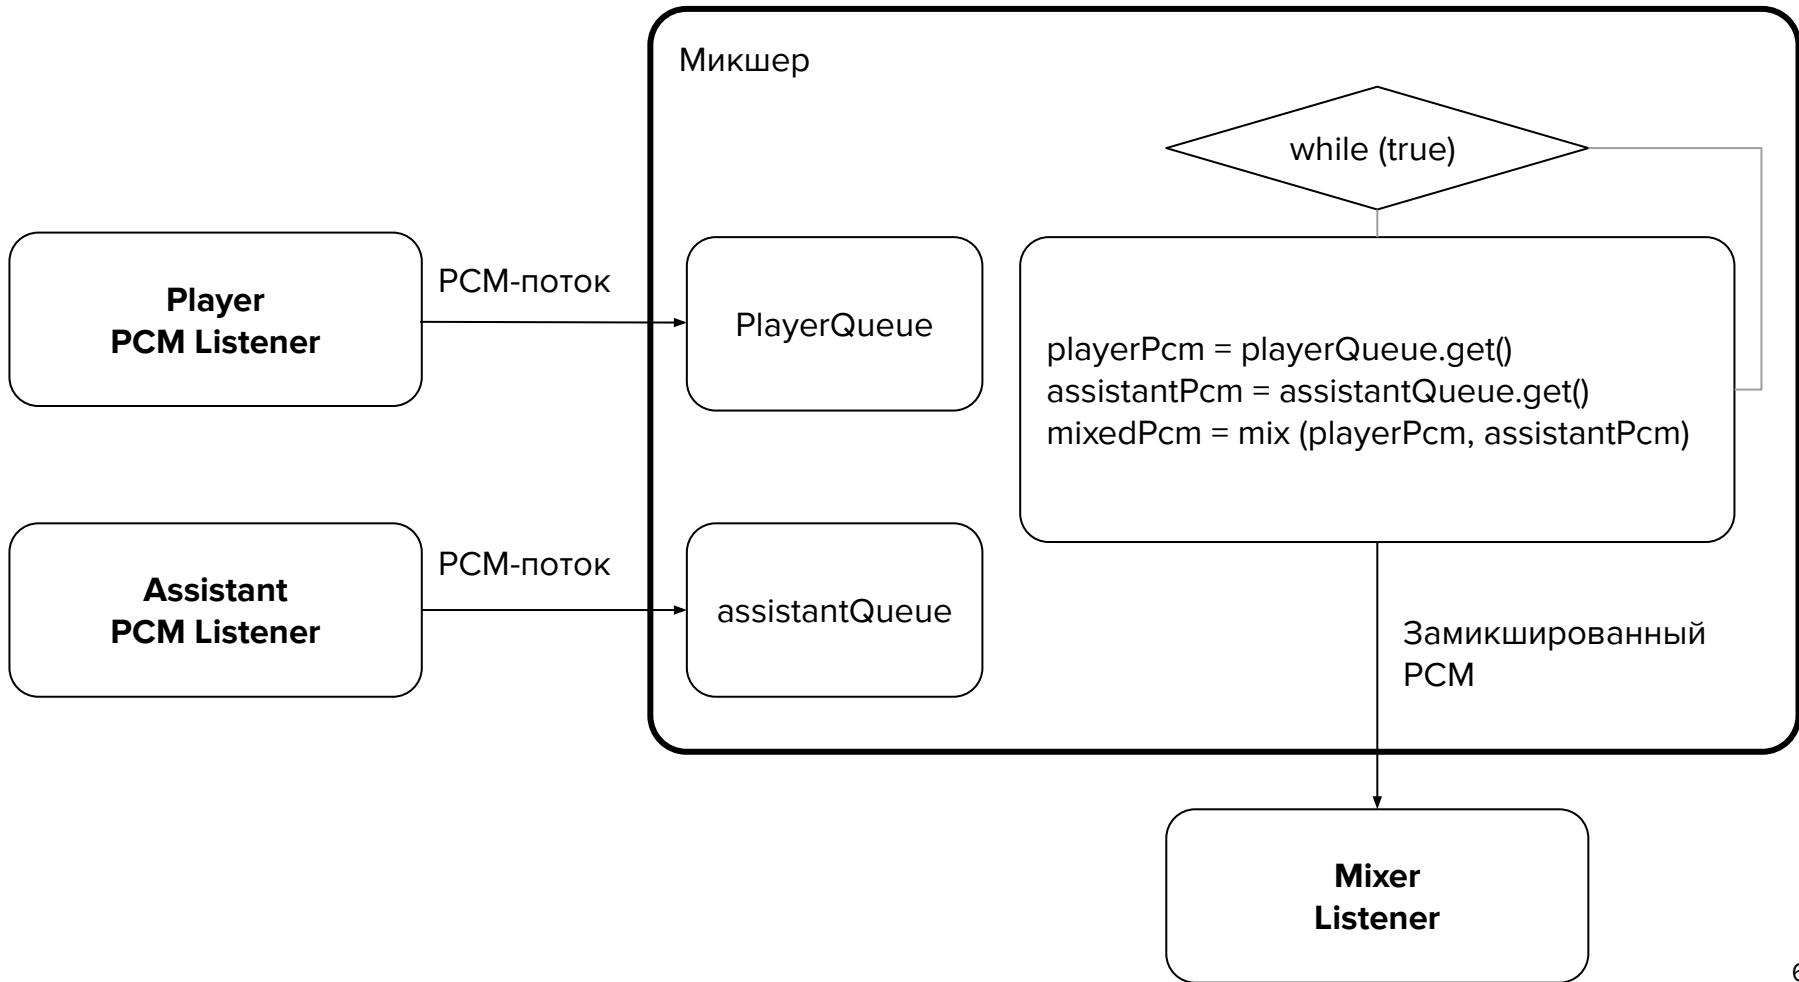 Микшер
while (true)
Player
PCM Listener
PCM-поток
PlayerQueue
playerPcm = playerQueue.get()
assistantPcm = assistantQueue.get()
mixedPcm = mix (playerPcm, assistantPcm)
Assistant
PCM Listener
PCM-поток
assistantQueue
Замикшированный
PCM
Mixer
Listener